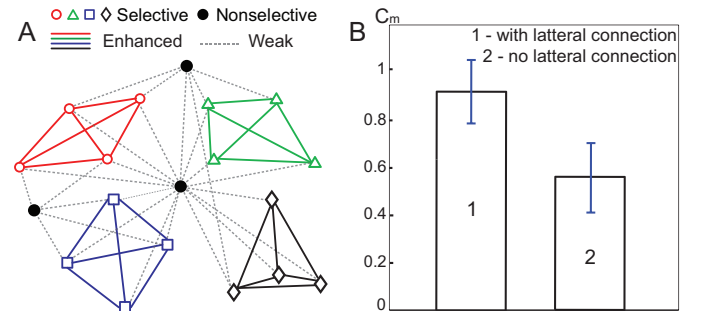 A
Selective
Nonselective
Enhanced
Weak
B
Cm
1 - with latteral connection
2 - no latteral connection
1
0.8
0.6
0.4
0.2
0
1
2